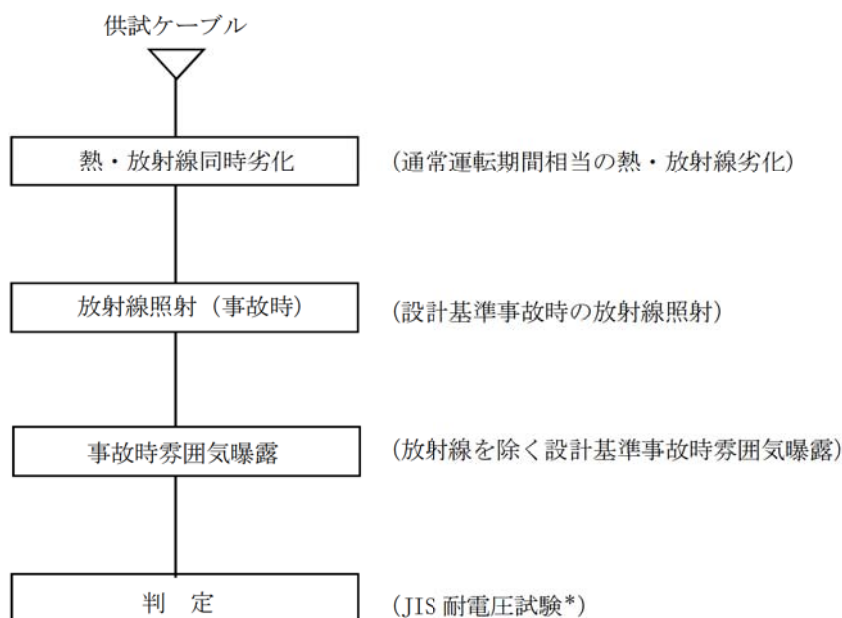 供試ケーブル
熱・放射線同時劣化
(通常運転期間相当の熱・放射線劣化)
放射線照射（事故時）
(設計基準事故時の放射線照射)
事故時雰囲気曝露
(放射線を除く設計基準事故時雰囲気曝露)
判　定
(JIS 耐電圧試験*)